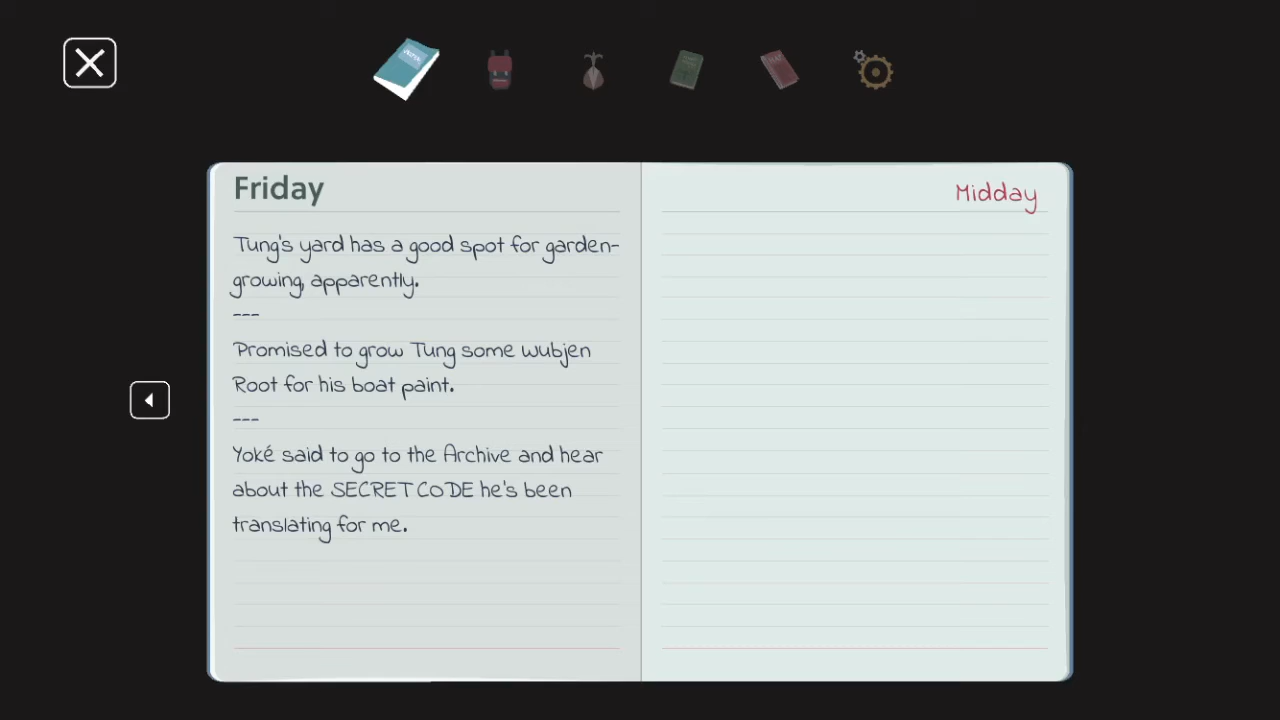 Friday
Tung's yard has a good spot for garden-
growing, apparently.
---
Promised to grow Tung some Wubjen
Root for his boat paint.
---
Yoké said to go to the Archive and hear
about the SECRET CODE he's been
translating for me.
Midday